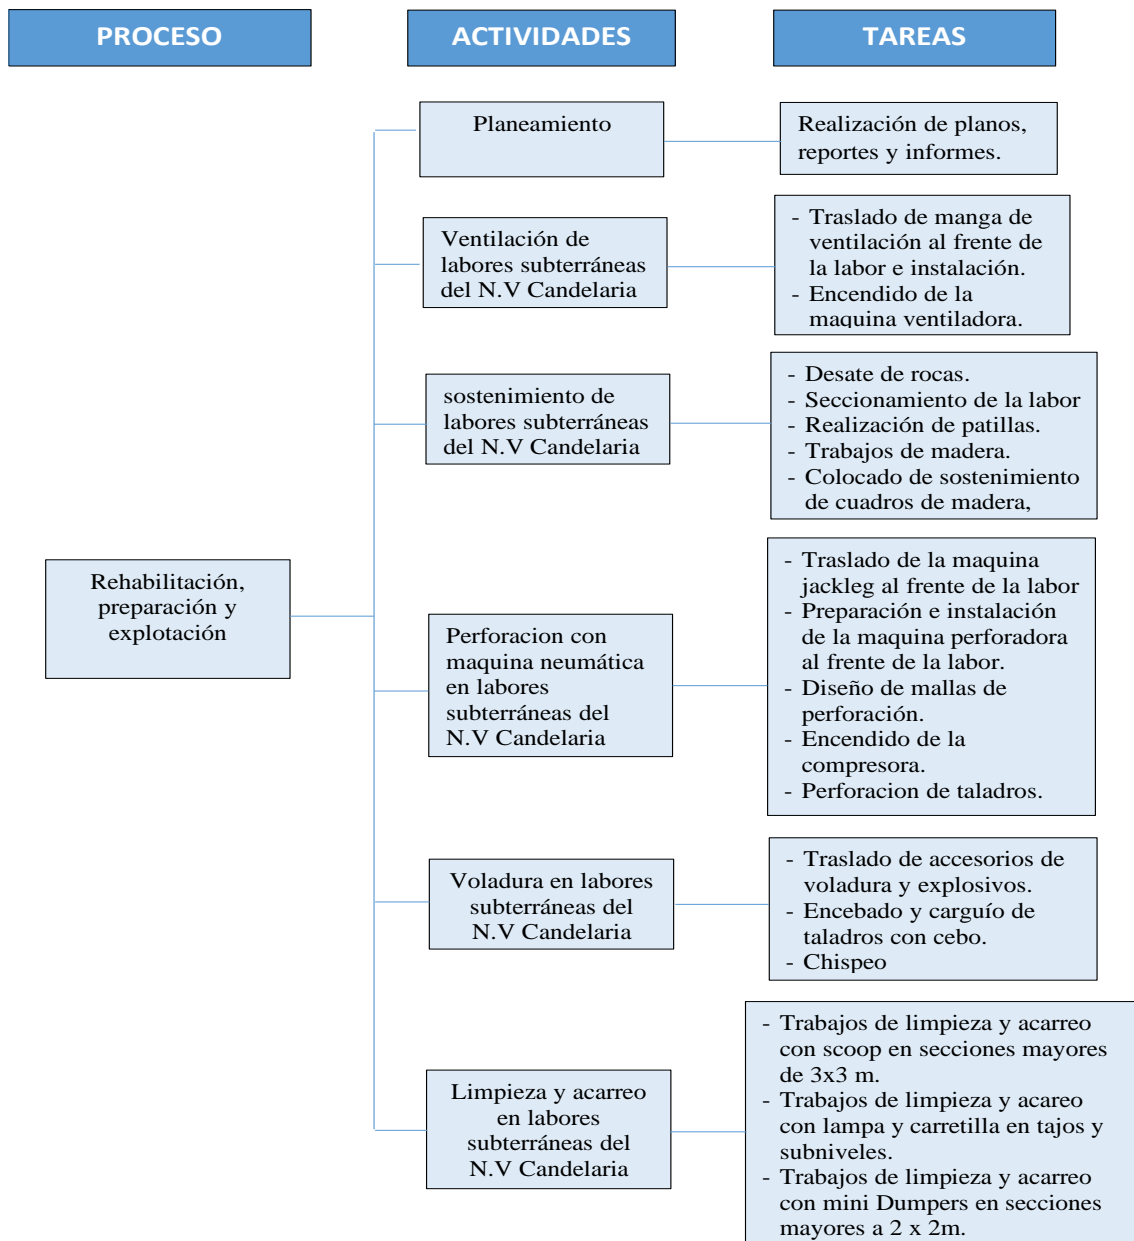 PROCESO
ACTIVIDADES
TAREAS
Planeamiento
Realización de planos,
reportes y informes.
Ventilación de
labores subterráneas
del N.V Candelaria
- Traslado de manga de
ventilación al frente de
la labor e instalación.
- Encendido de la
maquina ventiladora.
sostenimiento de
labores subterráneas
del N.V Candelaria
- Desate de rocas.
- Seccionamiento de la labor
- Realización de patillas.
- Trabajos de madera.
- Colocado de sostenimiento
de cuadros de madera,
Rehabilitación,
preparación y
explotación
Perforacion con
maquina neumática
en labores
subterráneas del
N.V Candelaria
- Traslado de la maquina
jackleg al frente de la labor
- Preparación e instalación
de la maquina perforadora
al frente de la labor.
- Diseño de mallas de
perforación.
- Encendido de la
compresora.
- Perforacion de taladros.
Voladura en labores
subterráneas del
N.V Candelaria
- Traslado de accesorios de
voladura y explosivos.
- Encebado y carguío de
taladros con cebo.
- Chispeo
Limpieza y acarreo
en labores
subterráneas del
N.V Candelaria
- Trabajos de limpieza y acarreo
con scoop en secciones mayores
de 3x3 m.
- Trabajos de limpieza y acareo
con lampa y carretilla en tajos y
subniveles.
- Trabajos de limpieza y acarreo
con mini Dumpers en secciones
mayores a 2 x 2m.